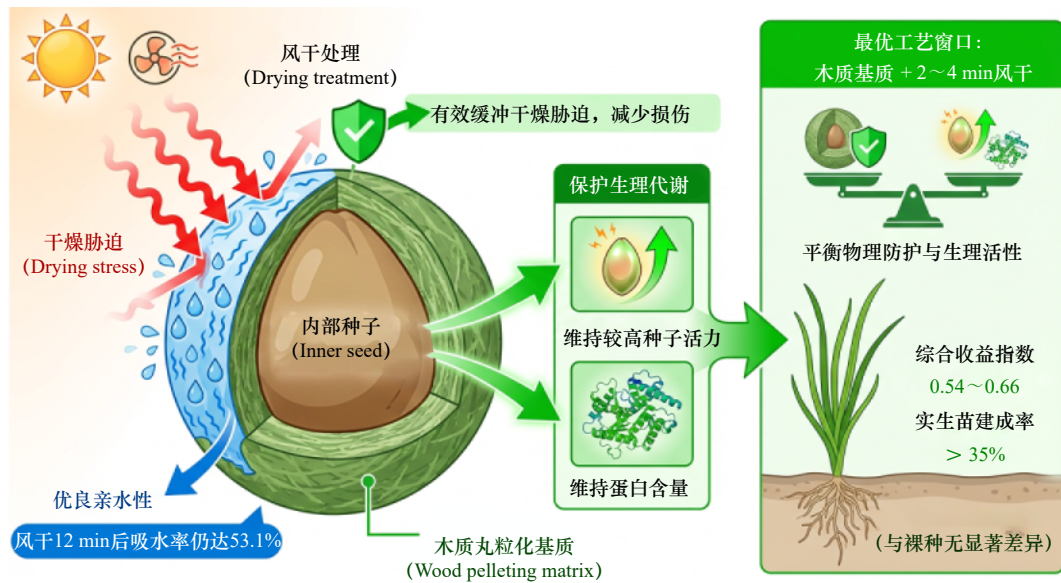 风干处理
(Drying treatment)
有效缓冲干燥胁迫，减少损伤
干燥胁迫
(Drying stress)
内部种子
(Inner seed)
优良亲水性
风干12 min后吸水率仍达53.1%
木质丸粒化基质
(Wood pelleting matrix)
保护生理代谢
维持较高种子活力
维持蛋白含量
最优工艺窗口：
木质基质 + 2～4 min风干
平衡物理防护与生理活性
综合收益指数
0.54～0.66
实生苗建成率
> 35%
(与裸种无显著差异)